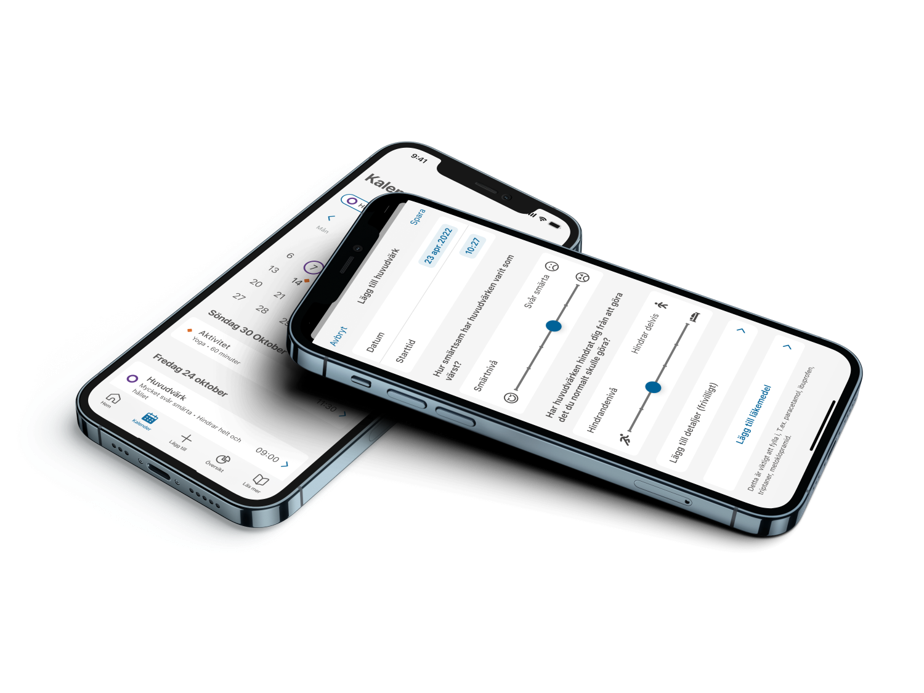 9:41
Mån
6
7
13
14
20
21
27
28
Söndag 30 Oktober
Aktivitet
Yoga • 60 minuter
Fredag 24 oktober
Huvudvärk
Mycket svår smärta • Hindrar helt och
hållet
09:00
Hem
Kalender
Lägg till
Översikt
Läs mer
Avbryt
Lägg till huvudvärk
Spara
Datum
23 apr.2022
Starttid
10:27
Hur smärtsam har huvudvärken varit som
värst?
Smärtnivå
Svår smärta
Har huvudvärken hindrat dig från att göra
det du normalt skulle göra?
Hindrandenivå
Hindrar delvis
Lägg till detaljer (frivilligt)
Lägg till läkemedel
Detta är viktigt att fylla i. T.ex. paracetamol, ibuprofen,
triptaner, metoklopramid.